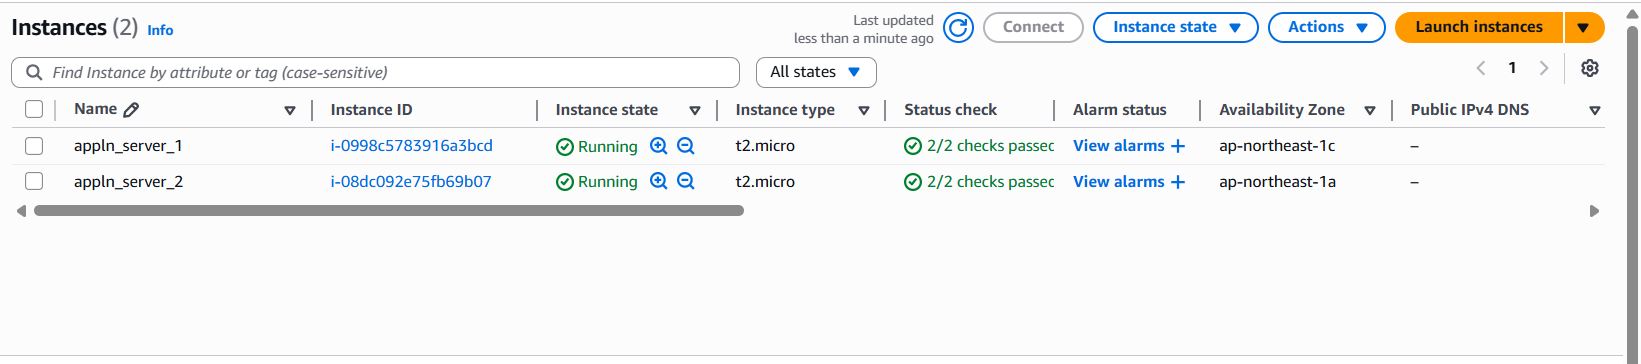 Instances (2) Info
Last updated
less than a minute ago
Connect
Instance state
Actions
Launch instances
Find Instance by attribute or tag (case-sensitive)
All states
1
Name Instance ID Instance state Instance type Status check Alarm status Availability Zone Public IPv4 DNS
appln_server_1 i-0998c5783916a3bcd Running t2.micro 2/2 checks passec View alarms + ap-northeast-1c –
appln_server_2 i-08dc092e75fb69b07 Running t2.micro 2/2 checks passec View alarms + ap-northeast-1a –